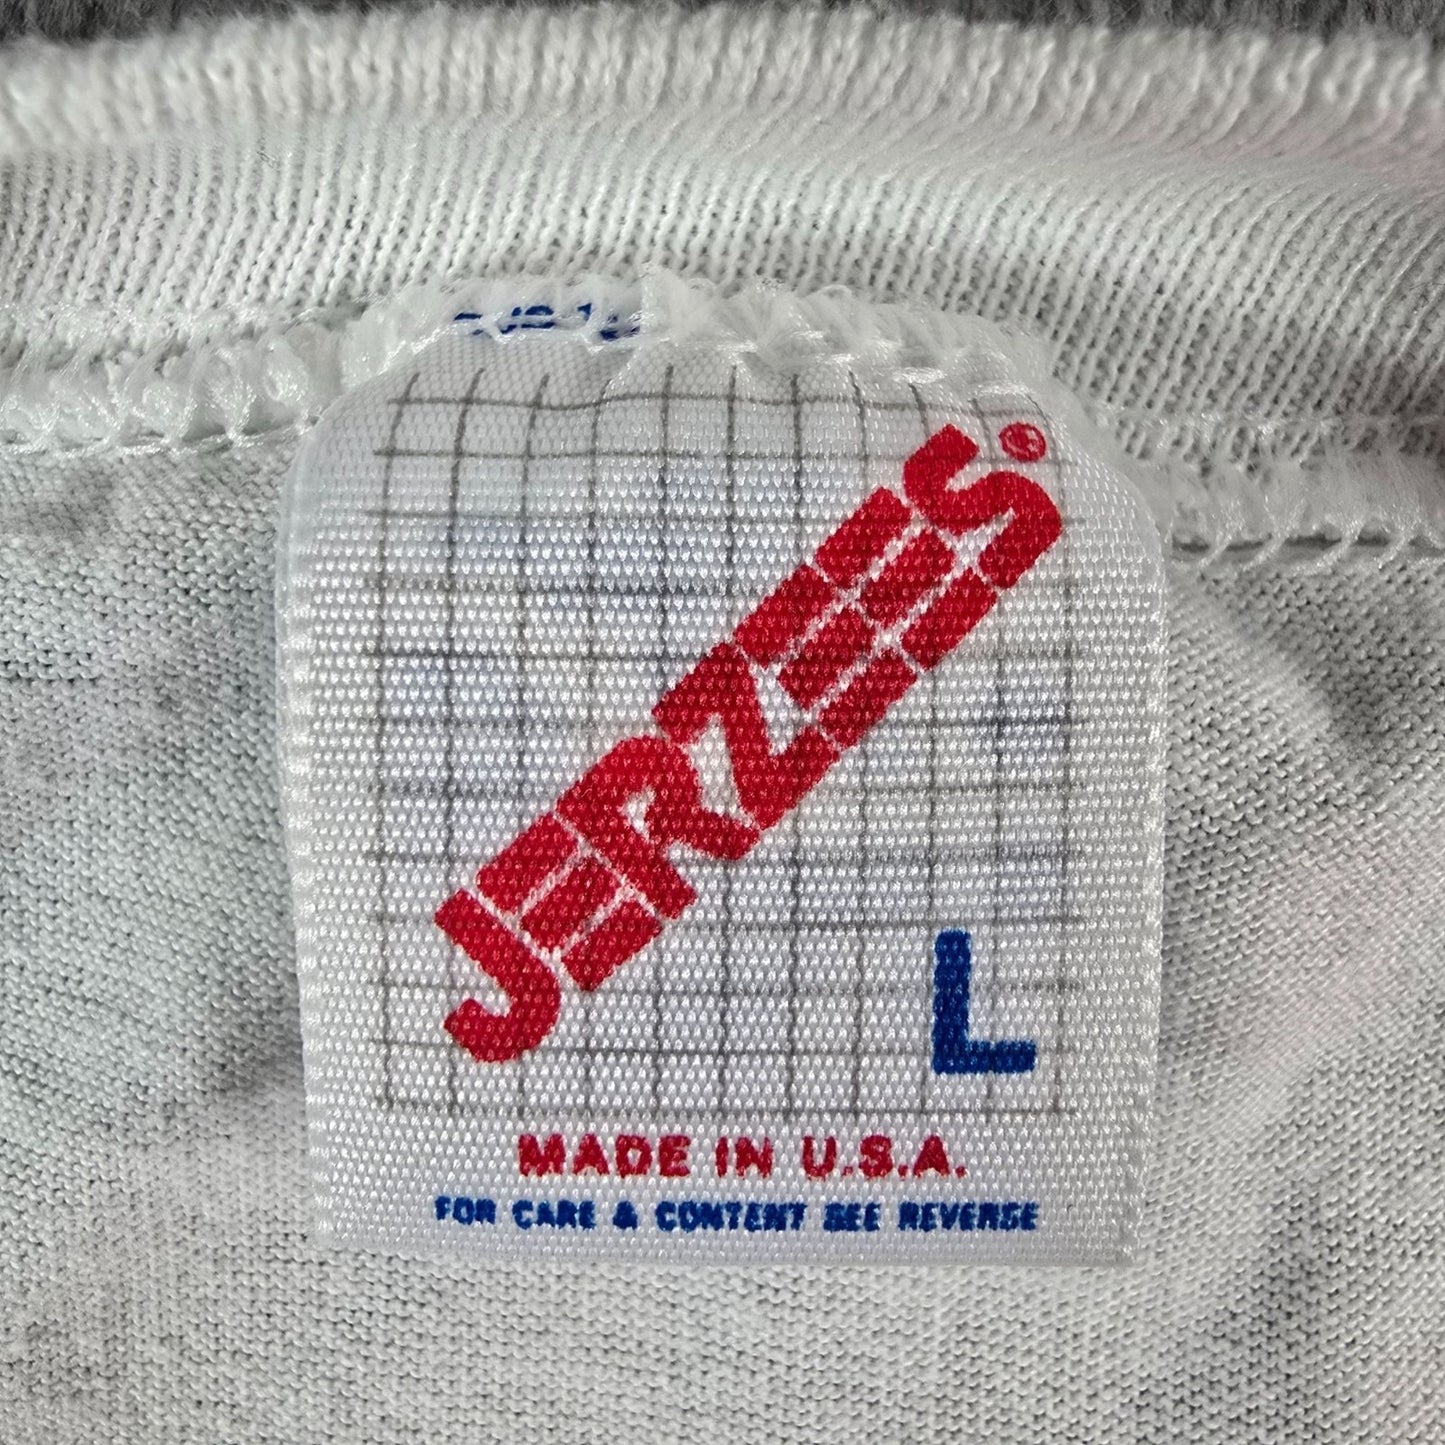 JERZEES®
L
MADE IN U.S.A.
FOR CARE & CONTENT SEE REVERSE